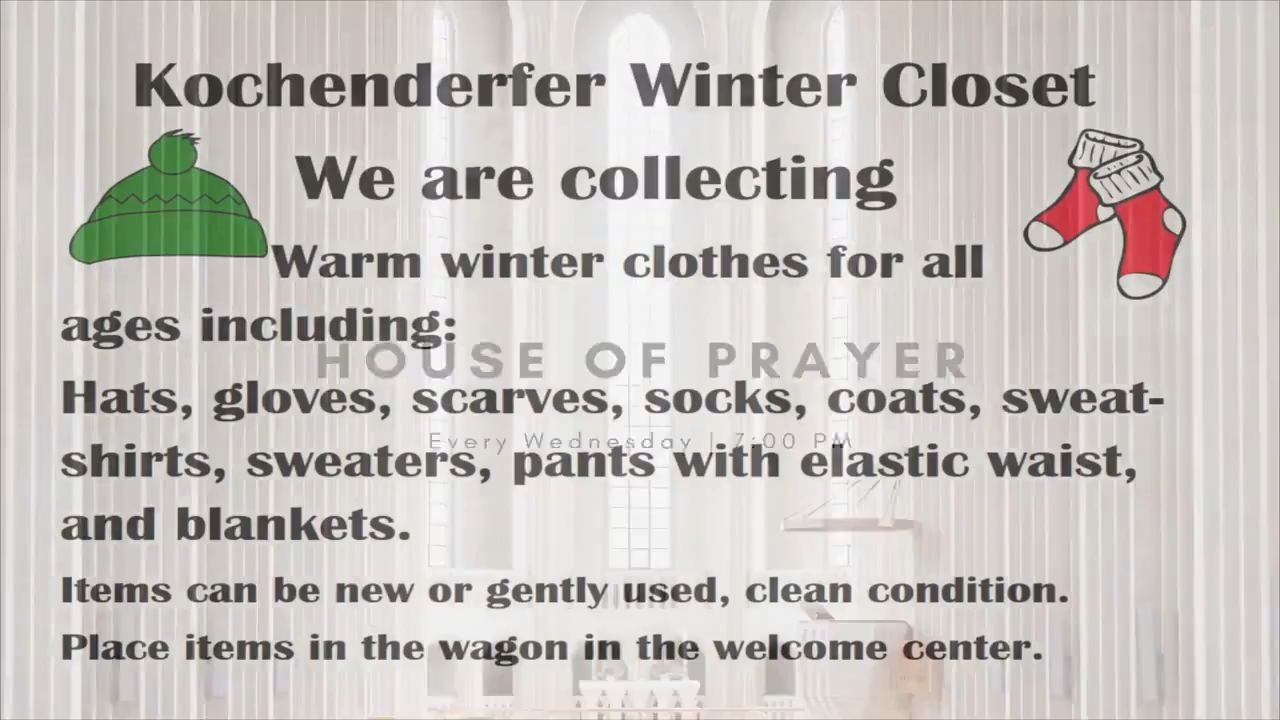 Kochenderfer Winter Closet
We are collecting
Warm winter clothes for all
ages including:
HOUSE OF PRAYER
Hats, gloves, scarves, socks, coats, sweat-
Every Wednesday | 7:00 PM
shirts, sweaters, pants with elastic waist,
and blankets.
Items can be new or gently used, clean condition.
Place items in the wagon in the welcome center.